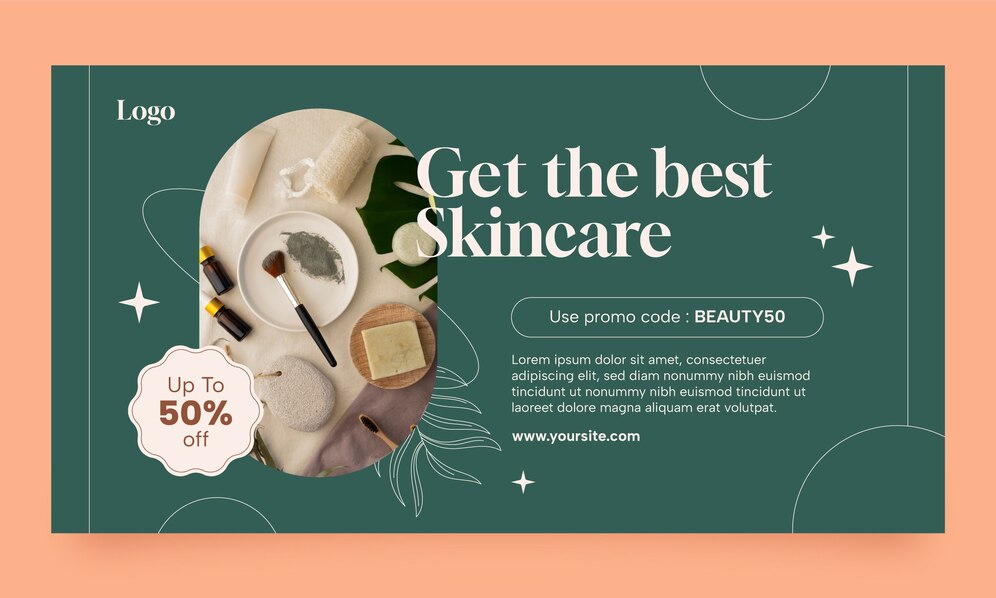 Logo
Get the best
Skincare
Use promo code : BEAUTY50
Lorem ipsum dolor sit amet, consectetuer
adipiscing elit, sed diam nonummy nibh euismod
tincidunt ut nonummy nibh euismod tincidunt ut
laoreet dolore magna aliquam erat volutpat.
www.yoursite.com
Up To
50%
off